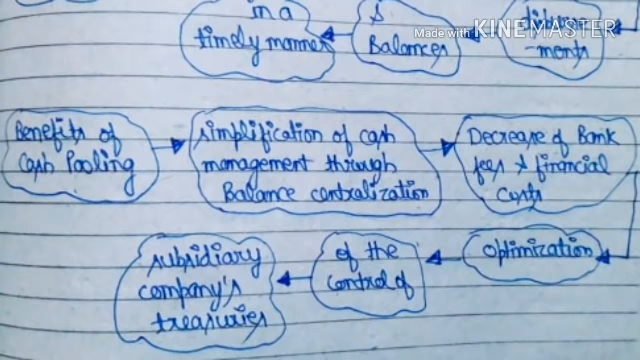 in a
timely manner
&
Balances
disburse
-ments
Made with KINEMASTER
Benefits of
Cash Pooling
simplification of cash
management through
Balance centralization
Decrease of Bank
fees & financial
Costs
optimization
of the
control of
subsidiary
company's
treasuries